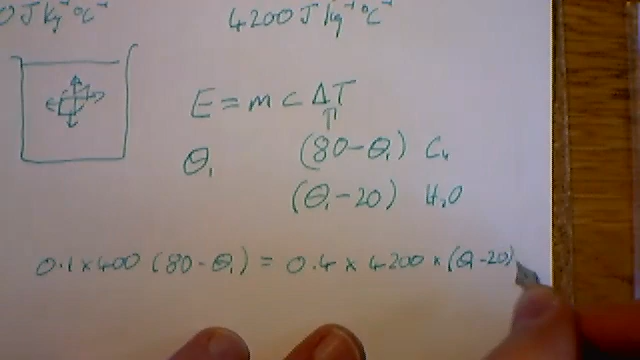 0 J kg⁻¹ °C⁻¹ 4200 J kg⁻¹ °C⁻¹
E = m c ΔT
θ₁ (80 - θ₁) Cu
(θ₁ - 20) H₂O
0.1 × 400 (80 - θ₁) = 0.4 × 4200 × (θ₁ - 20)